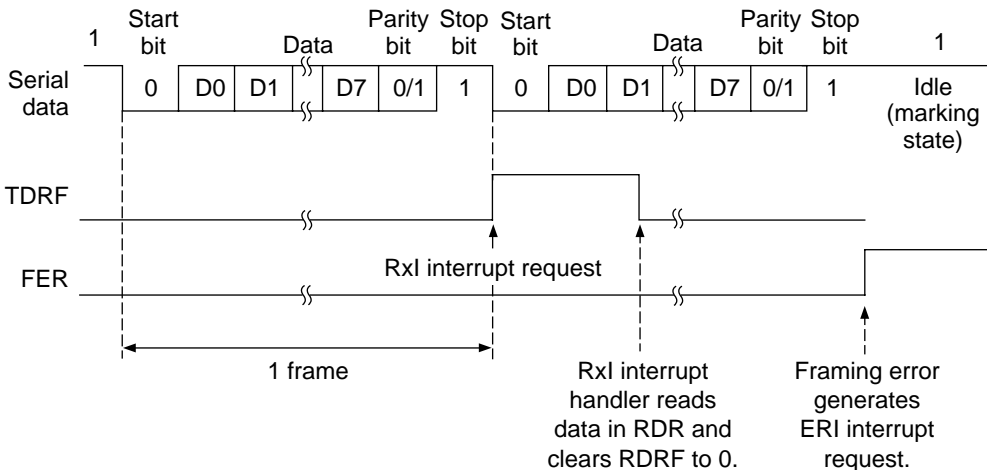 1 Start bit Data Parity bit Stop bit Start bit Data Parity bit Stop bit 1
Serial data 0 D0 D1 D7 0/1 1 0 D0 D1 D7 0/1 1 Idle (marking state)
TDRF
RxI interrupt request
FER
1 frame
RxI interrupt
handler reads
data in RDR and
clears RDRF to 0.
Framing error
generates
ERI interrupt
request.